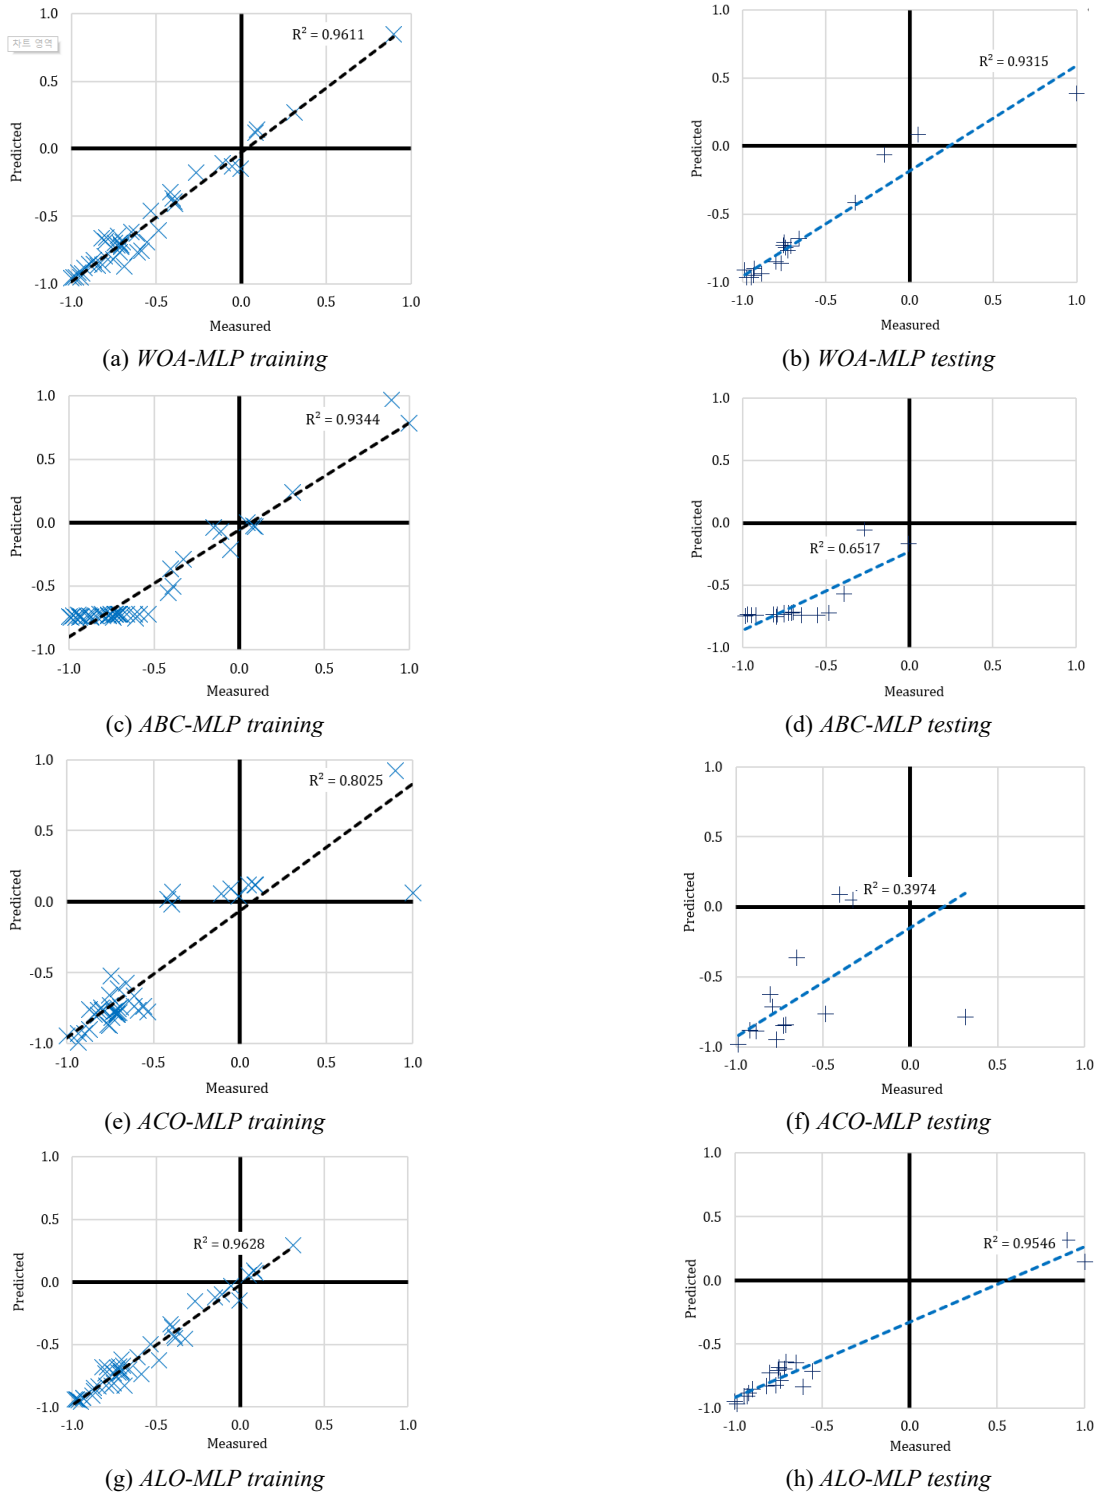 차트 영역
1.0
R² = 0.9611
0.5
Predicted
0.0
-0.5
-1.0
-1.0 -0.5 0.0 0.5 1.0
Measured
(a) WOA-MLP training
1.0
R² = 0.9315
0.5
Predicted
0.0
-0.5
-1.0
-1.0 -0.5 0.0 0.5 1.0
Measured
(b) WOA-MLP testing
1.0
R² = 0.9344
0.5
Predicted
0.0
-0.5
-1.0
-1.0 -0.5 0.0 0.5 1.0
Measured
(c) ABC-MLP training
1.0
0.5
Predicted
0.0
R² = 0.6517
-0.5
-1.0
-1.0 -0.5 0.0 0.5 1.0
Measured
(d) ABC-MLP testing
1.0
R² = 0.8025
0.5
Predicted
0.0
-0.5
-1.0
-1.0 -0.5 0.0 0.5 1.0
Measured
(e) ACO-MLP training
1.0
0.5
Predicted
R² = 0.3974
0.0
-0.5
-1.0
-1.0 -0.5 0.0 0.5 1.0
Measured
(f) ACO-MLP testing
1.0
0.5
R² = 0.9628
Predicted
0.0
-0.5
-1.0
-1.0 -0.5 0.0 0.5 1.0
Measured
(g) ALO-MLP training
1.0
0.5
R² = 0.9546
Predicted
0.0
-0.5
-1.0
-1.0 -0.5 0.0 0.5 1.0
Measured
(h) ALO-MLP testing